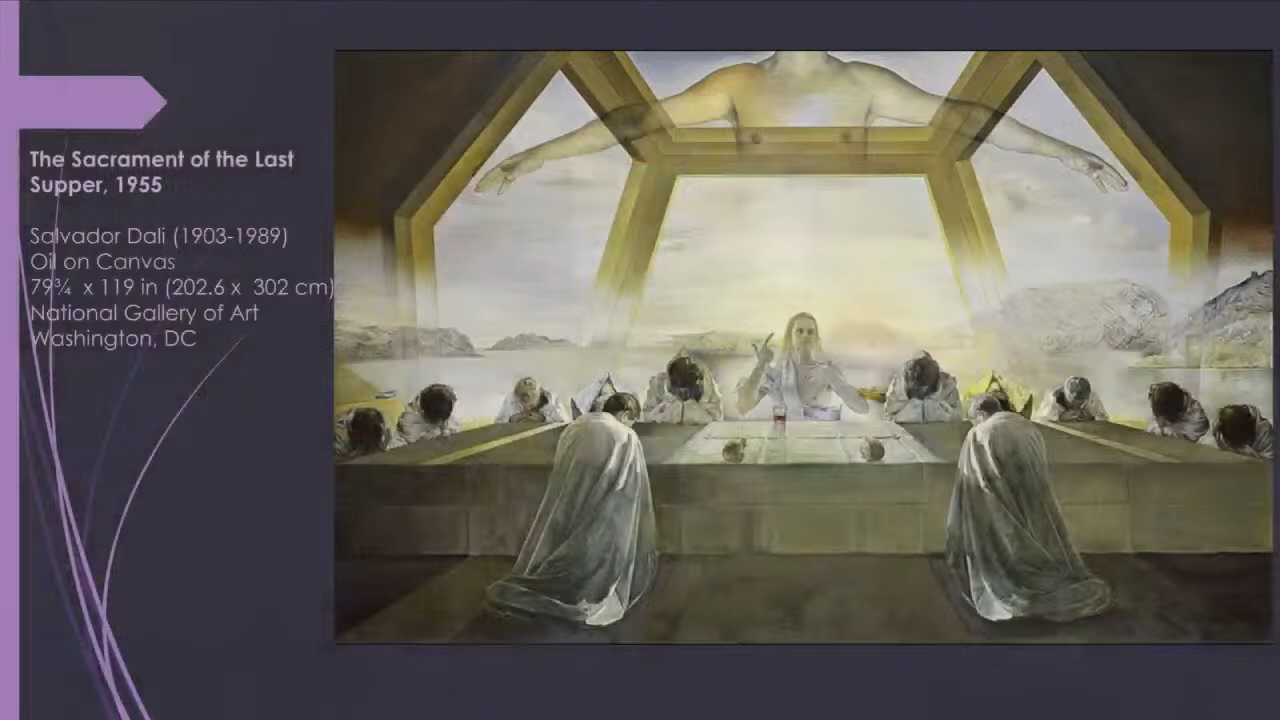 The Sacrament of the Last
Supper, 1955
Salvador Dali (1903-1989)
Oil on Canvas
79¾ x 119 in (202.6 x 302 cm)
National Gallery of Art
Washington, DC